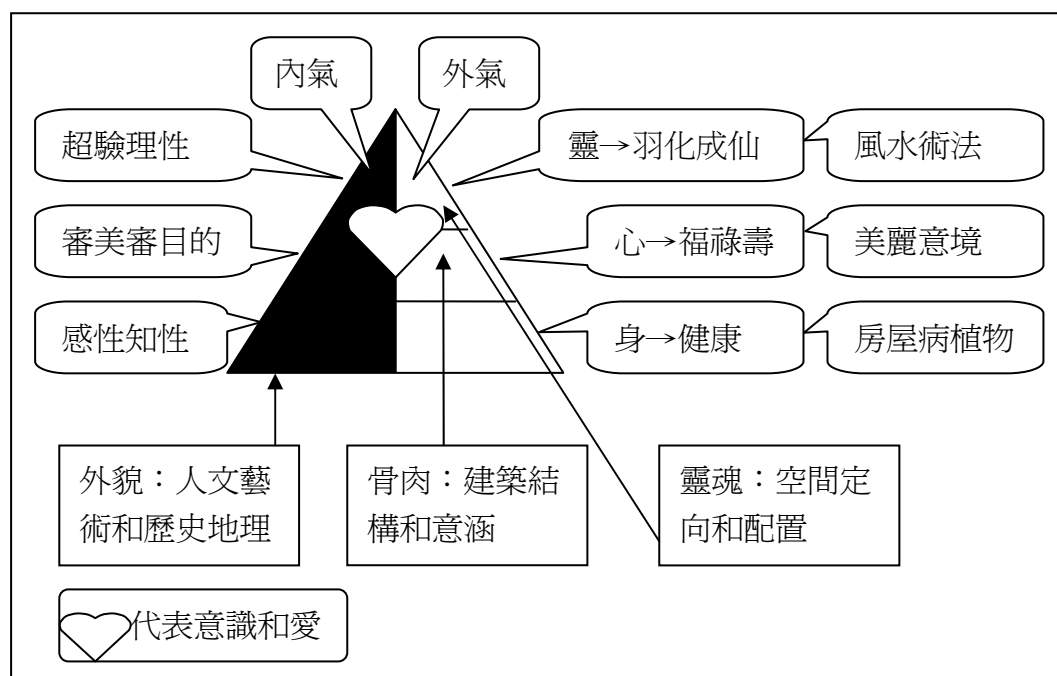 內氣
外氣
超驗理性
靈→羽化成仙
風水術法
審美審目的
心→福祿壽
美麗意境
感性知性
身→健康
房屋病植物
外貌：人文藝
術和歷史地理
骨肉：建築結
構和意涵
靈魂：空間定
向和配置
代表意識和愛